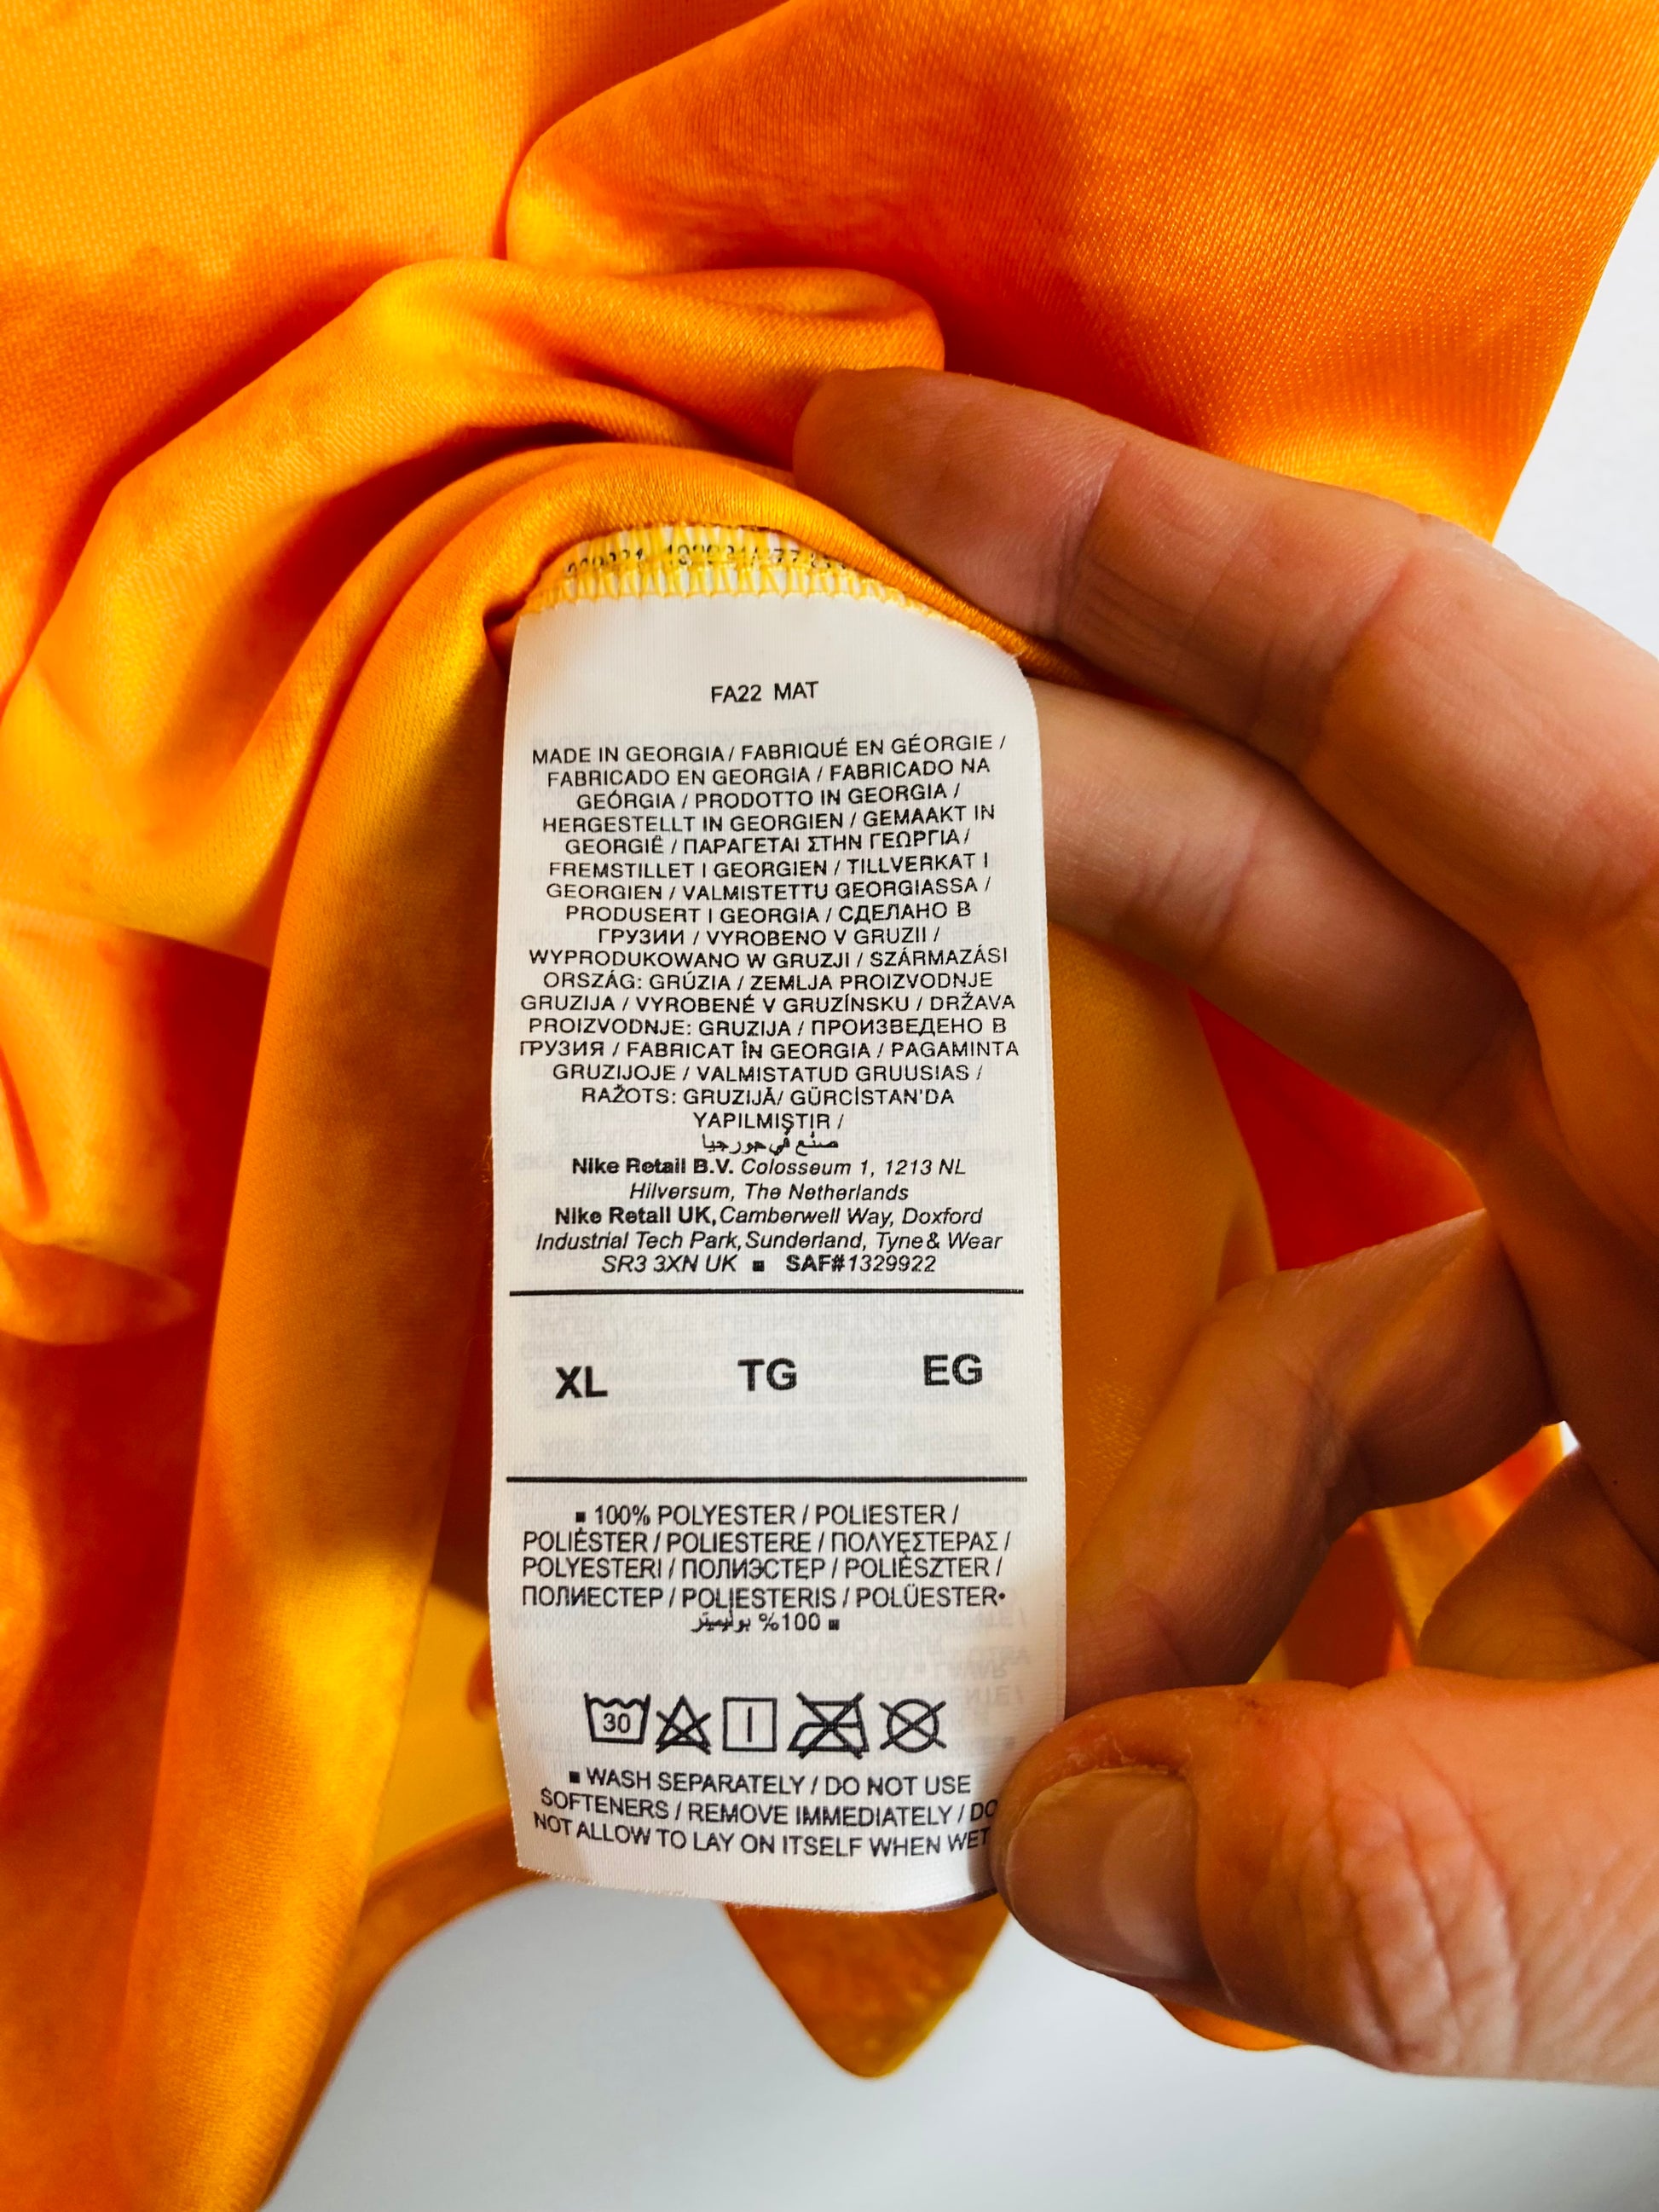 FA22 MAT
MADE IN GEORGIA / FABRIQUÉ EN GÉORGIE /
FABRICADO EN GEORGIA / FABRICADO NA
GEÓRGIA / PRODOTTO IN GEORGIA /
HERGESTELLT IN GEORGIEN / GEMAAKT IN
GEORGIË / ΠΑΡΑΓΕΤΑΙ ΣΤΗΝ ΓΕΩΡΓΙΑ /
FREMSTILLET I GEORGIEN / TILLVERKAT I
GEORGIEN / VALMISTETTU GEORGIASSA /
PRODUSERT I GEORGIA / СДЕЛАНО В
ГРУЗИИ / VYROBENO V GRUZII /
WYPRODUKOWANO W GRUZJI / SZÁRMAZÁSI
ORSZÁG: GRÚZIA / ZEMLJA PROIZVODNJE
GRUZIJA / VYROBENÉ V GRUZÍNSKU / DRŽAVA
PROIZVODNJE: GRUZIJA / ПРОИЗВЕДЕНО В
ГРУЗИЯ / FABRICAT ÎN GEORGIA / PAGAMINTA
GRUZIJOJE / VALMISTATUD GRUUSIAS /
RAŽOTS: GRUZIJĀ/ GÜRCİSTAN'DA
YAPILMIŞTIR /
صنع في جورجيا
Nike Retail B.V. Colosseum 1, 1213 NL
Hilversum, The Netherlands
Nike Retail UK, Camberwell Way, Doxford
Industrial Tech Park, Sunderland, Tyne & Wear
SR3 3XN UK ■ SAF#1329922
XL TG EG
■ 100% POLYESTER / POLIESTER /
POLIÉSTER / POLIESTERE / ΠΟΛΥΕΣΤΕΡΑΣ /
POLYESTERI / ПОЛИЭСТЕР / POLIÉSZTER /
ПОЛИЕСТЕР / POLIESTERIS / POLÜESTER•
■ 100% بوليستر
30
■ WASH SEPARATELY / DO NOT USE
SOFTENERS / REMOVE IMMEDIATELY / DO
NOT ALLOW TO LAY ON ITSELF WHEN WET